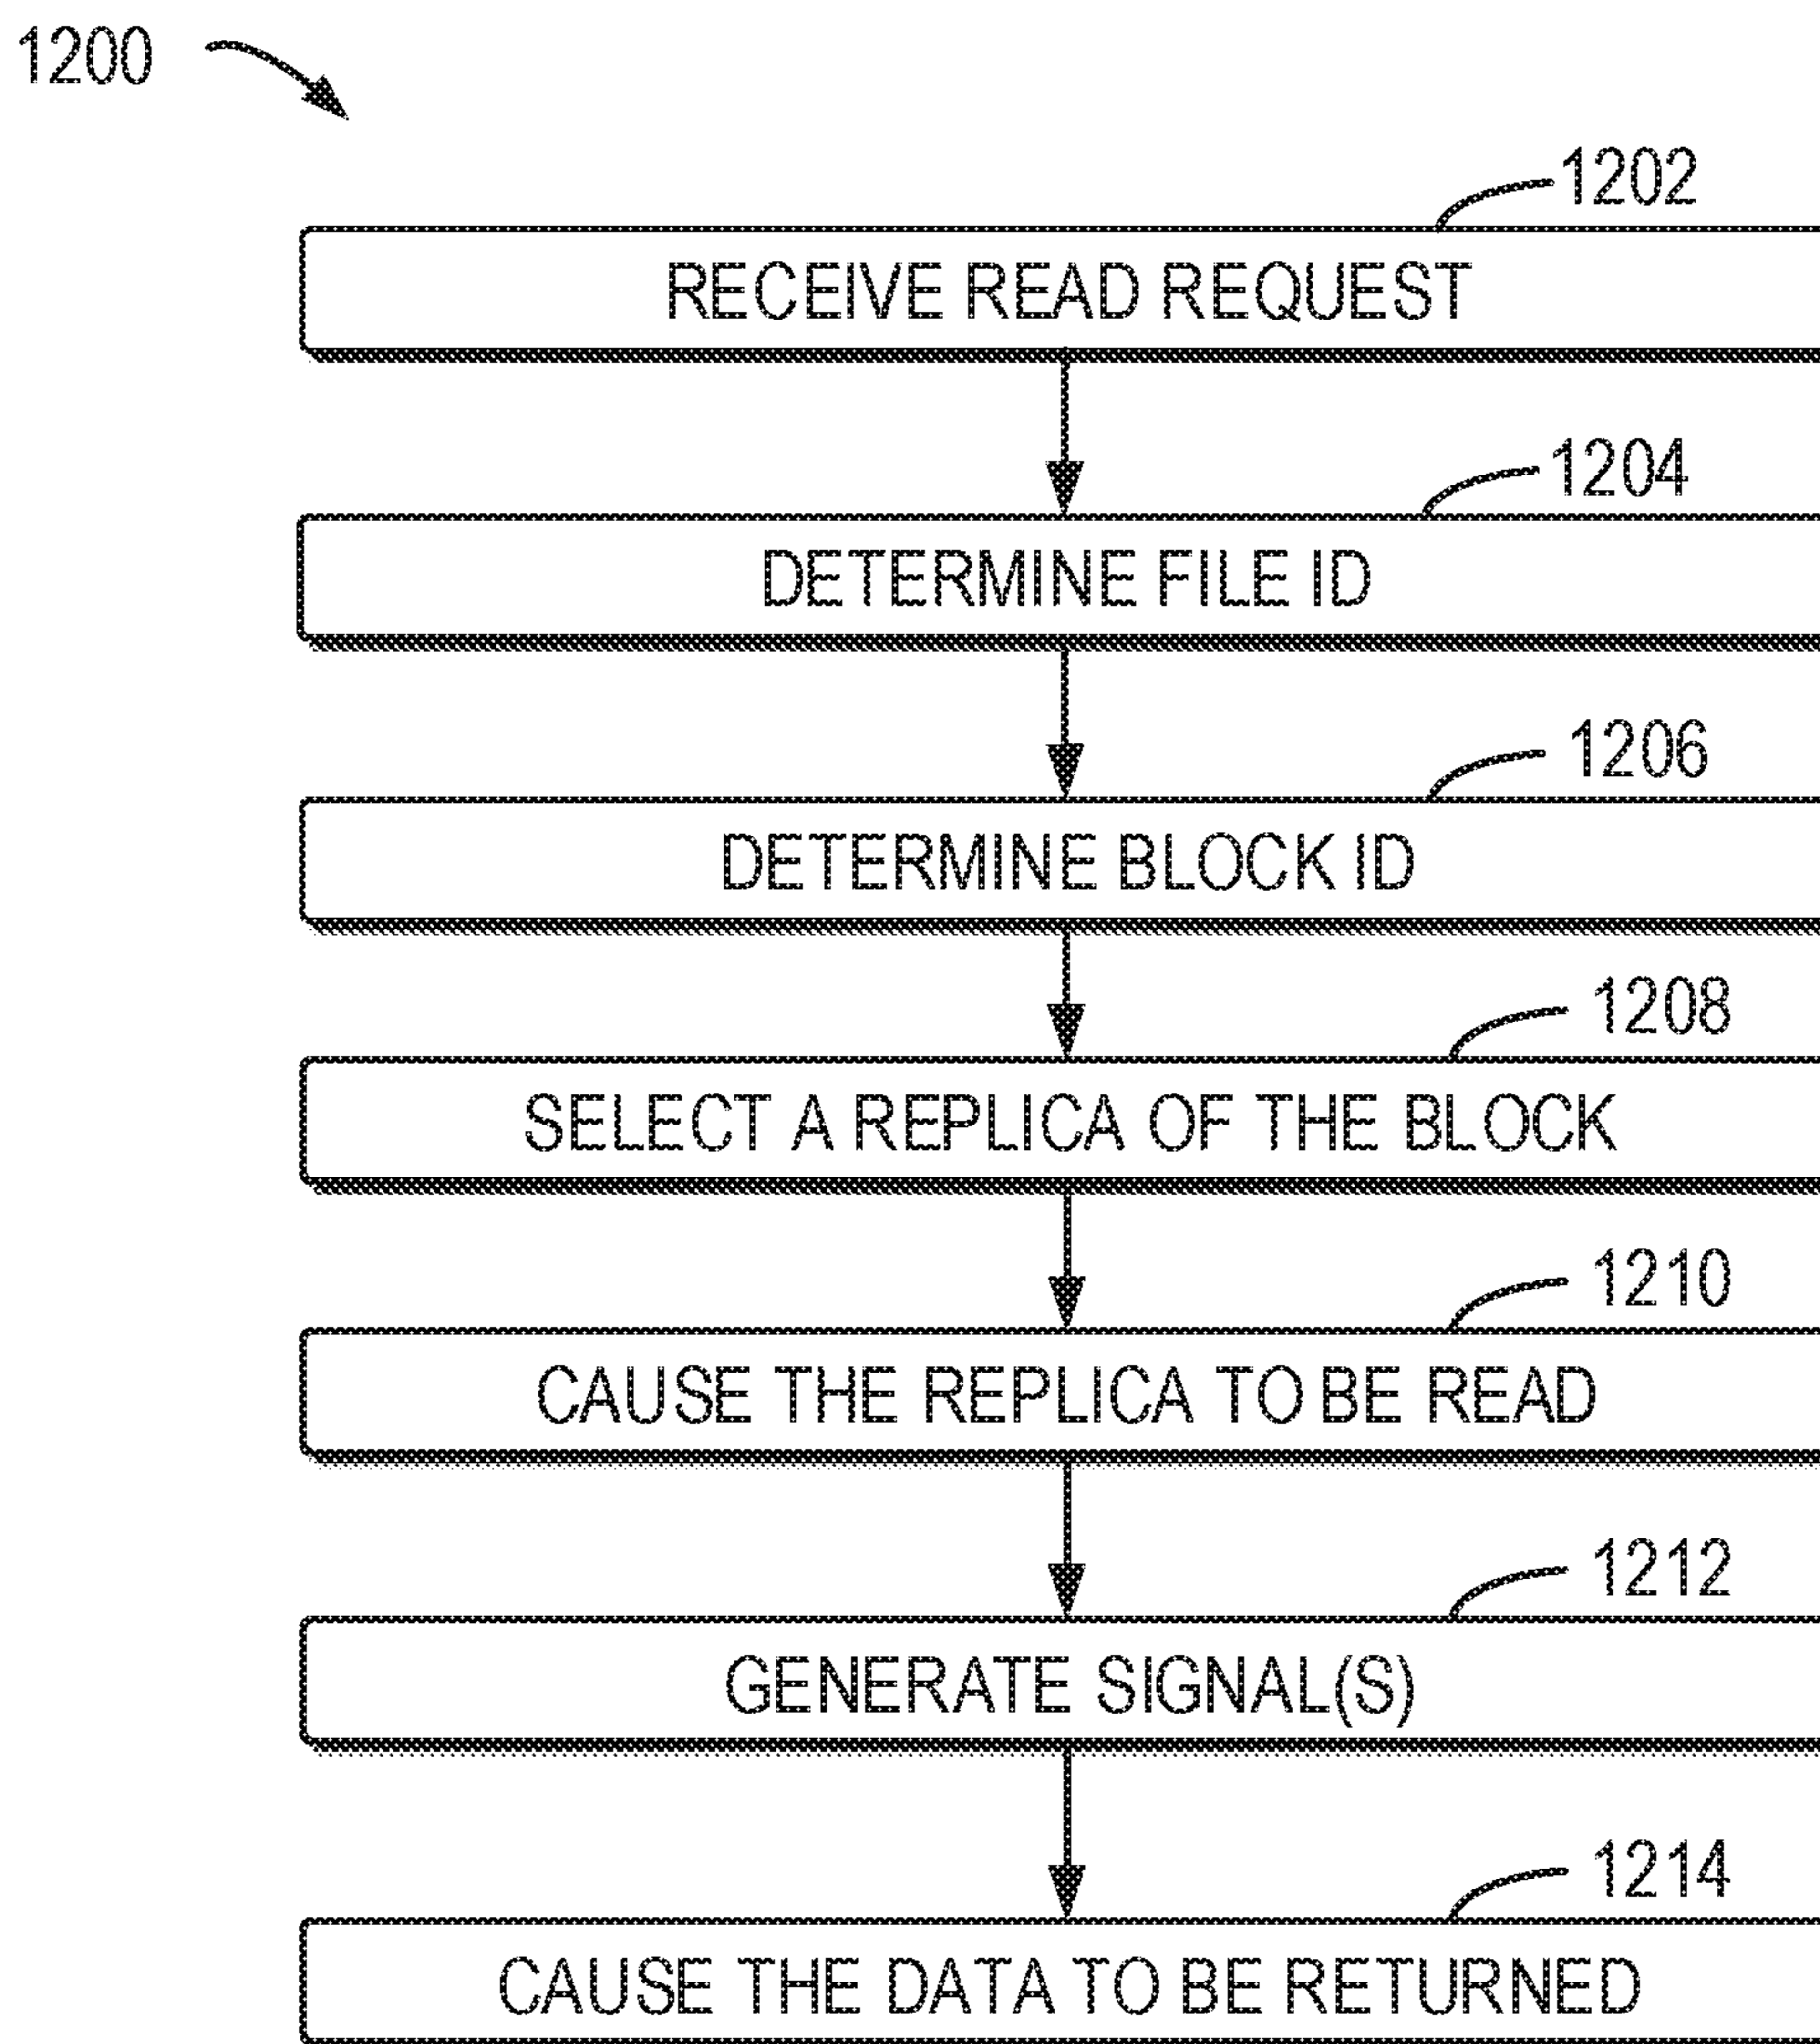 1200
1202
RECEIVE READ REQUEST
1204
DETERMINE FILE ID
1206
DETERMINE BLOCK ID
1208
SELECT A REPLICA OF THE BLOCK
1210
CAUSE THE REPLICA TO BE READ
1212
GENERATE SIGNAL(S)
1214
CAUSE THE DATA TO BE RETURNED